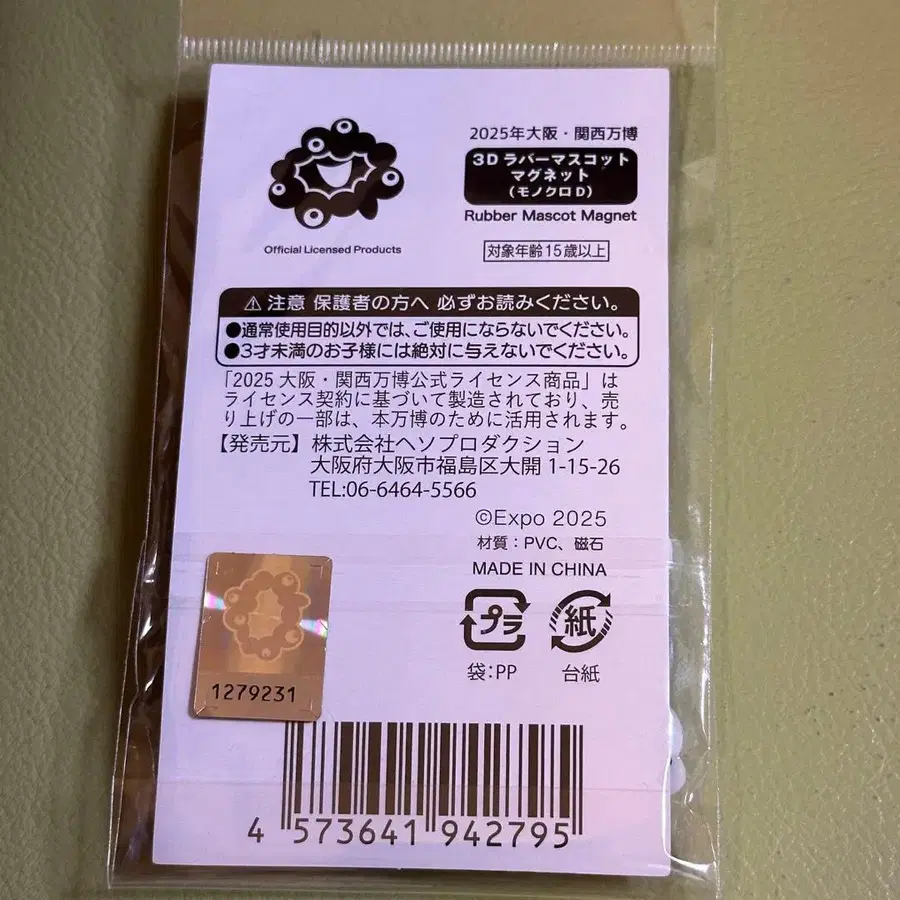 2025年大阪・関西万博
3Dラバーマスコット
マグネット
(モノクロD)
Rubber Mascot Magnet
Official Licensed Products
対象年齢15歳以上
⚠注意 保護者の方へ 必ずお読みください。
●通常使用目的以外では、ご使用にならないでください。
●3才未満のお子様には絶対に与えないでください。
「2025大阪・関西万博公式ライセンス商品」は
ライセンス契約に基づいて製造されており、売
り上げの一部は、本万博のために活用されます。
【発売元】株式会社ヘソプロダクション
大阪府大阪市福島区大開1-15-26
TEL:06-6464-5566
©Expo 2025
材質:PVC、磁石
MADE IN CHINA
プラ 紙
袋:PP 台紙
1279231
4 573641 942795